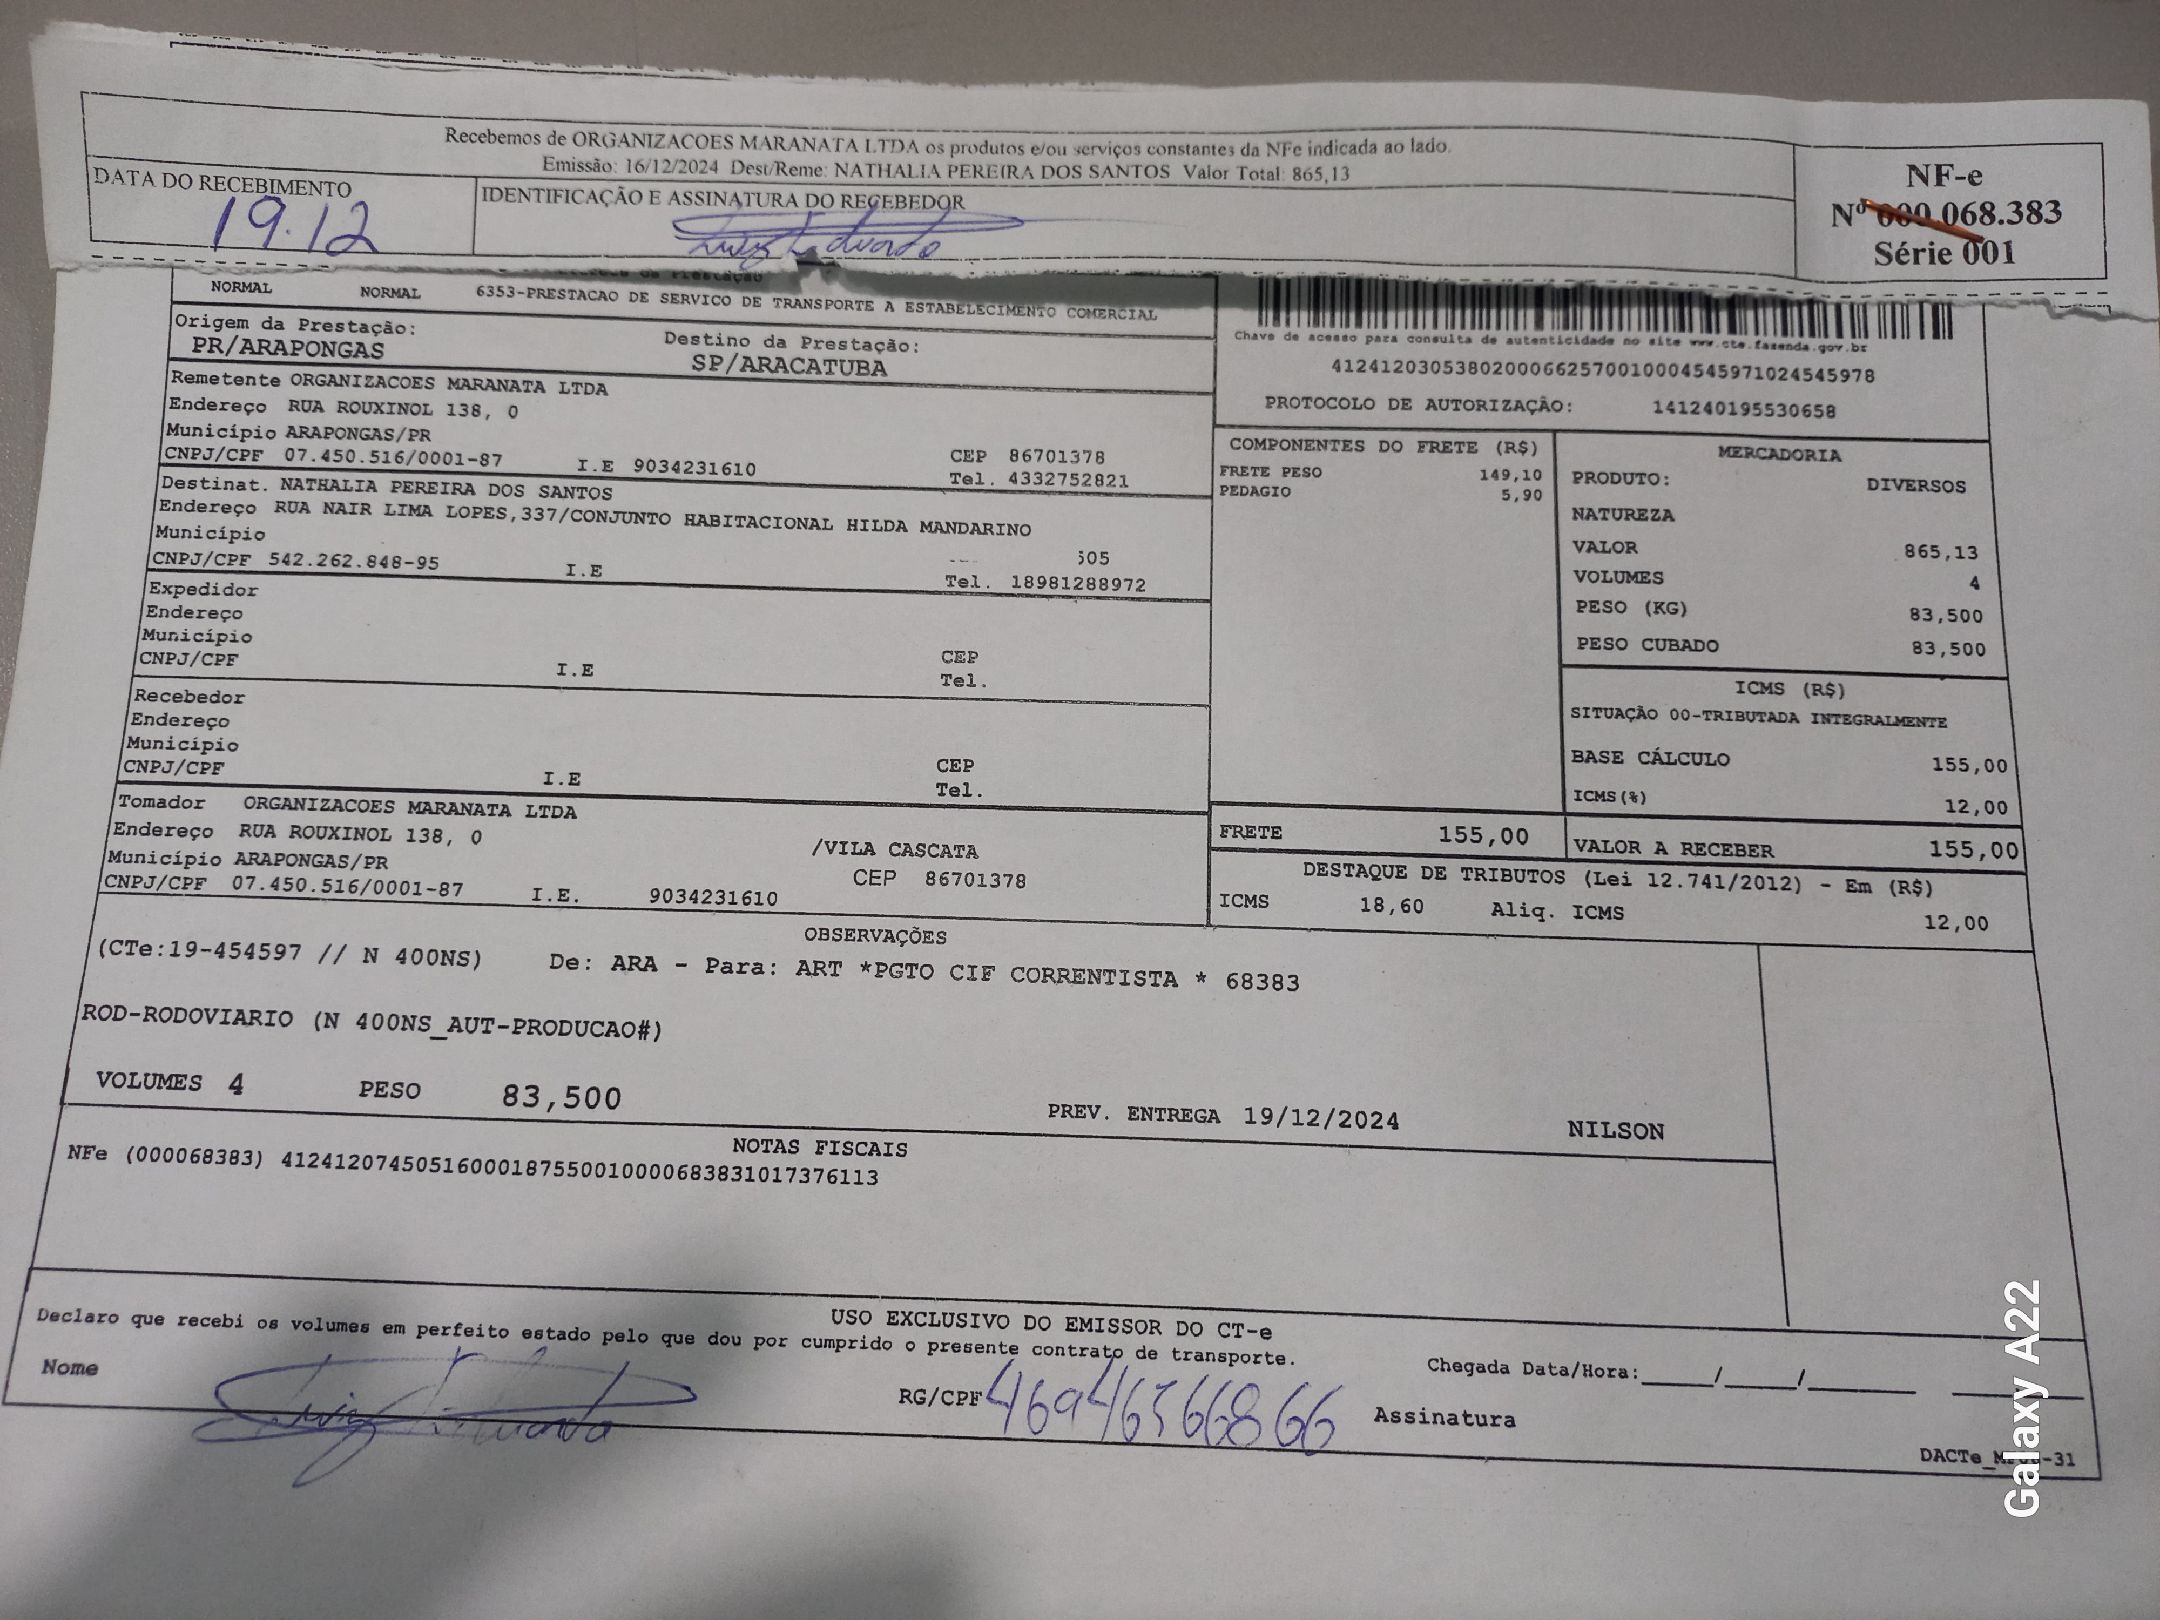 Recebemos de ORGANIZACOES MARANATA LTDA os produtos e/ou serviços constantes da NFe indicada ao lado.
Emissão: 16/12/2024 Dest/Reme: NATHALIA PEREIRA DOS SANTOS Valor Total: 865,13
DATA DO RECEBIMENTO
19.12
IDENTIFICAÇÃO E ASSINATURA DO RECEBEDOR
Luiz Eduardo
NF-e
Nº 000.068.383
Série 001
NORMAL NORMAL 6353-PRESTACAO DE SERVICO DE TRANSPORTE A ESTABELECIMENTO COMERCIAL
Origem da Prestação: Destino da Prestação:
PR/ARAPONGAS SP/ARACATUBA
Chave de acesso para consulta de autenticidade no site www.cte.fazenda.gov.br
41241203053802000662570010004545971024545978
PROTOCOLO DE AUTORIZAÇÃO: 141240195530658
Remetente ORGANIZACOES MARANATA LTDA
Endereço RUA ROUXINOL 138, 0
Município ARAPONGAS/PR CEP 86701378
CNPJ/CPF 07.450.516/0001-87 I.E 9034231610 Tel. 4332752821
Destinat. NATHALIA PEREIRA DOS SANTOS
Endereço RUA NAIR LIMA LOPES,337/CONJUNTO HABITACIONAL HILDA MANDARINO
Município 505
CNPJ/CPF 542.262.848-95 I.E Tel. 18981288972
Expedidor
Endereço
Município CEP
CNPJ/CPF I.E Tel.
Recebedor
Endereço
Município CEP
CNPJ/CPF I.E Tel.
Tomador ORGANIZACOES MARANATA LTDA
Endereço RUA ROUXINOL 138, 0 /VILA CASCATA
Município ARAPONGAS/PR CEP 86701378
CNPJ/CPF 07.450.516/0001-87 I.E. 9034231610
COMPONENTES DO FRETE (R$)
FRETE PESO 149,10
PEDAGIO 5,90
MERCADORIA
PRODUTO: DIVERSOS
NATUREZA
VALOR 865,13
VOLUMES 4
PESO (KG) 83,500
PESO CUBADO 83,500
ICMS (R$)
SITUAÇÃO 00-TRIBUTADA INTEGRALMENTE
BASE CÁLCULO 155,00
ICMS(%) 12,00
FRETE 155,00 VALOR A RECEBER 155,00
DESTAQUE DE TRIBUTOS (Lei 12.741/2012) - Em (R$)
ICMS 18,60 Aliq. ICMS 12,00
OBSERVAÇÕES
(CTe:19-454597 // N 400NS) De: ARA - Para: ART *PGTO CIF CORRENTISTA * 68383
ROD-RODOVIARIO (N 400NS_AUT-PRODUCAO#)
VOLUMES 4 PESO 83,500 PREV. ENTREGA 19/12/2024 NILSON
NOTAS FISCAIS
NFe (000068383) 41241207450516000187550010000683831017376113
USO EXCLUSIVO DO EMISSOR DO CT-e
Declaro que recebi os volumes em perfeito estado pelo que dou por cumprido o presente contrato de transporte.
Nome Luiz Eduardo RG/CPF Assinatura
Chegada Data/Hora:_____/_____/_______
Galaxy A22